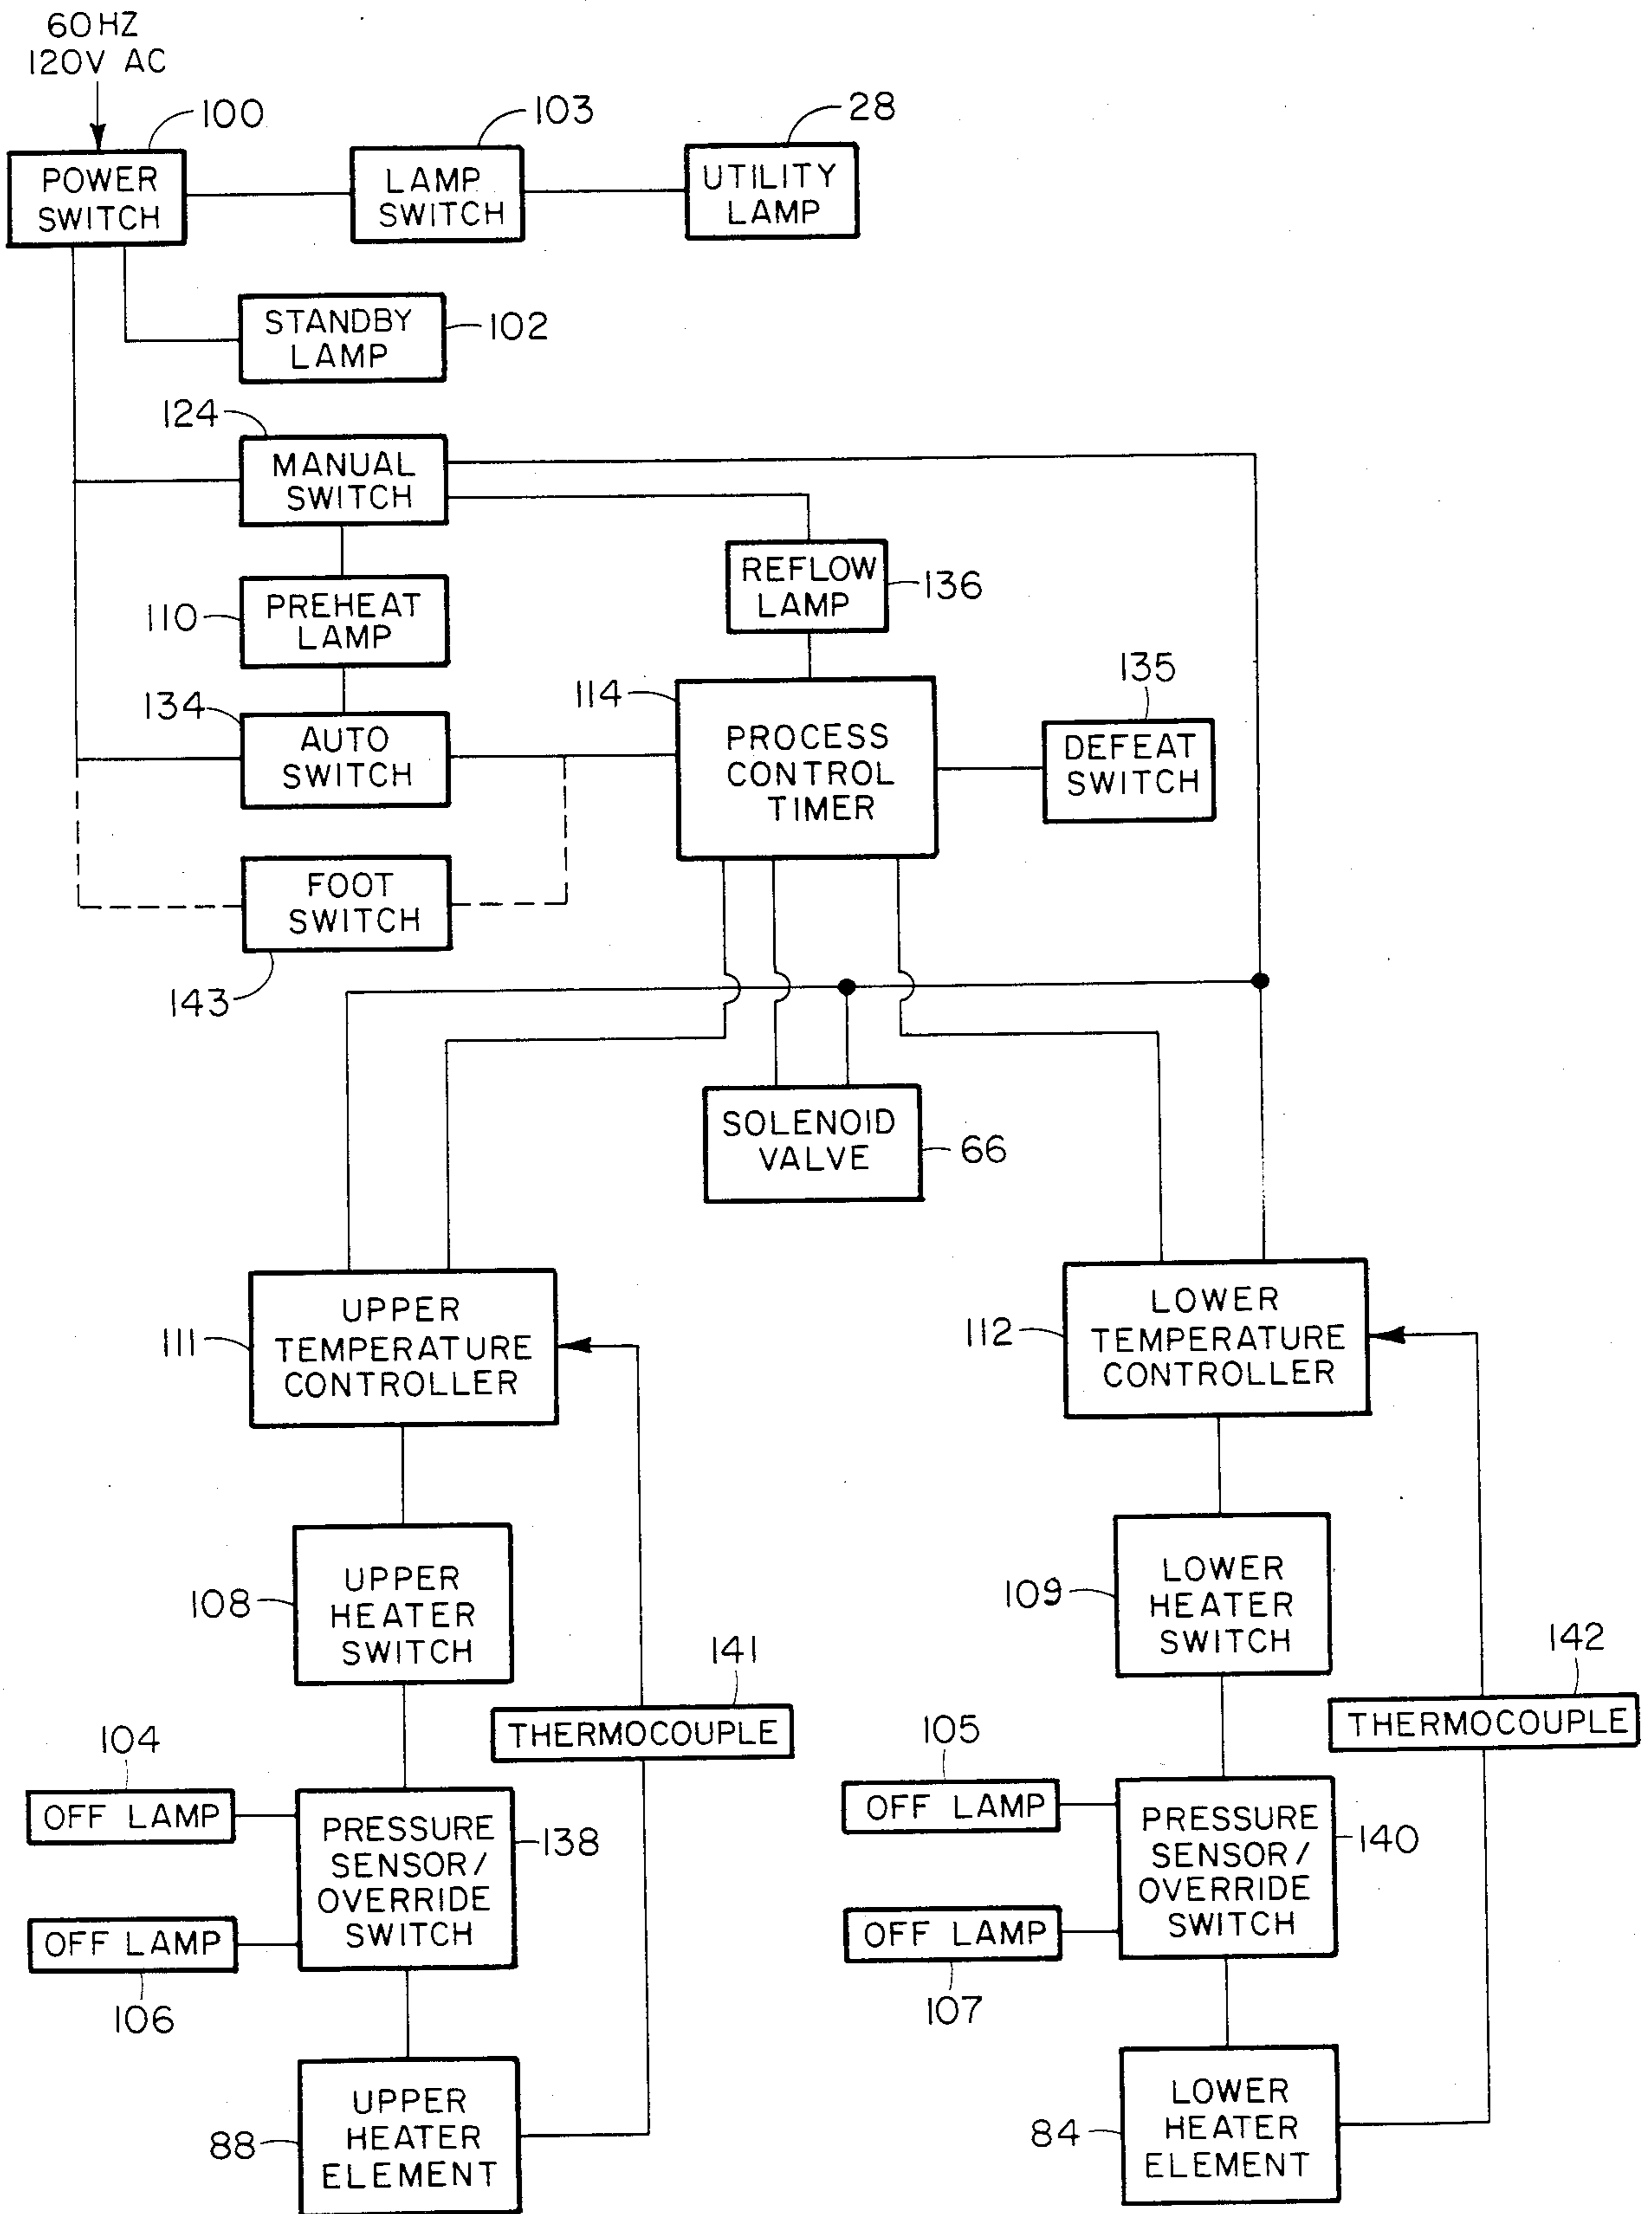 60HZ
120V AC
100
103
28
POWER
SWITCH
LAMP
SWITCH
UTILITY
LAMP
STANDBY
LAMP
102
124
MANUAL
SWITCH
REFLOW
LAMP
136
110
PREHEAT
LAMP
134
AUTO
SWITCH
114
PROCESS
CONTROL
TIMER
135
DEFEAT
SWITCH
FOOT
SWITCH
143
SOLENOID
VALVE
66
111
UPPER
TEMPERATURE
CONTROLLER
112
LOWER
TEMPERATURE
CONTROLLER
108
UPPER
HEATER
SWITCH
109
LOWER
HEATER
SWITCH
141
THERMOCOUPLE
142
THERMOCOUPLE
104
OFF LAMP
PRESSURE
SENSOR/
OVERRIDE
SWITCH
138
OFF LAMP
106
105
OFF LAMP
PRESSURE
SENSOR/
OVERRIDE
SWITCH
140
OFF LAMP
107
88
UPPER
HEATER
ELEMENT
84
LOWER
HEATER
ELEMENT